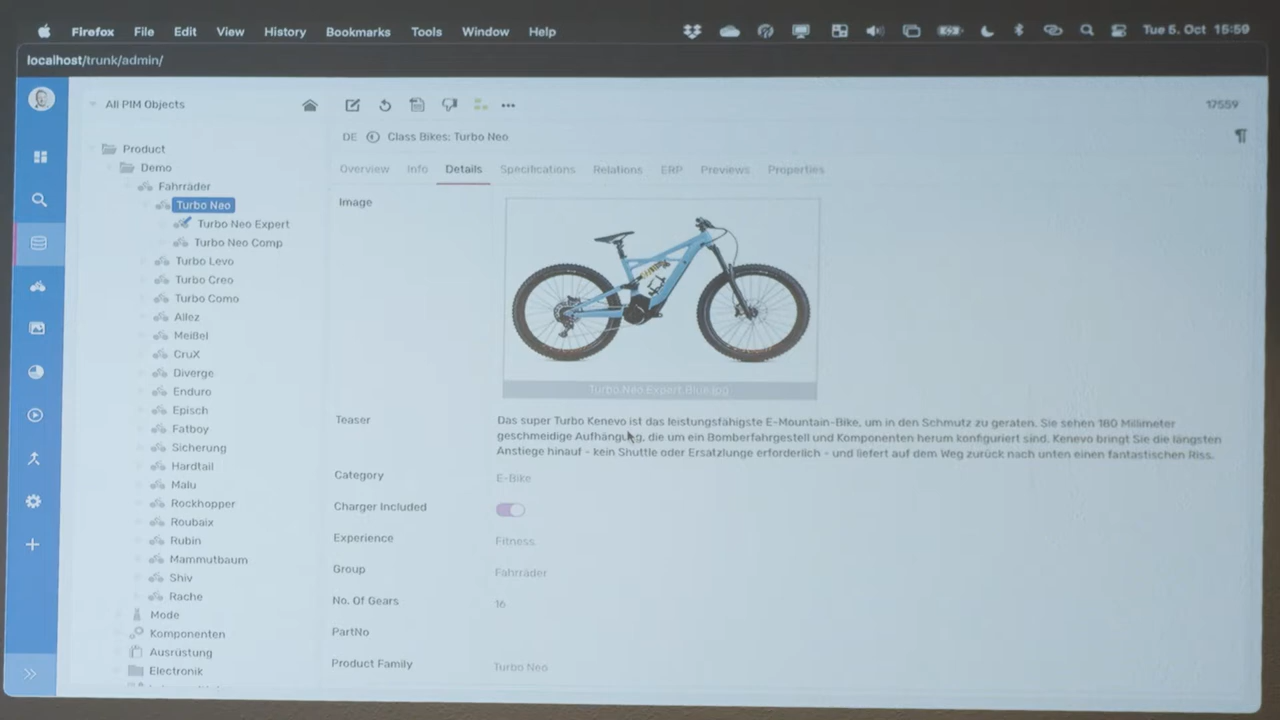 Firefox File Edit View History Bookmarks Tools Window Help Tue 5. Oct 15:59
localhost/trunk/admin/
All PIM Objects
17559
DE Class Bikes: Turbo Neo
Overview Info Details Specifications Relations ERP Previews Properties
Product
Demo
Fahrräder
Turbo Neo
Turbo Neo Expert
Turbo Neo Comp
Turbo Levo
Turbo Creo
Turbo Como
Allez
Meißel
CruX
Diverge
Enduro
Episch
Fatboy
Sicherung
Hardtail
Malu
Rockhopper
Roubaix
Rubin
Mammutbaum
Shiv
Rache
Mode
Komponenten
Ausrüstung
Electronik
Image
Turbo Neo Expert Blue.jpg
Teaser
Das super Turbo Kenevo ist das leistungsfähigste E-Mountain-Bike, um in den Schmutz zu geraten. Sie sehen 180 Millimeter
geschmeidige Aufhängung, die um ein Bomberfahrgestell und Komponenten herum konfiguriert sind. Kenevo bringt Sie die längsten
Anstiege hinauf - kein Shuttle oder Ersatzlunge erforderlich - und liefert auf dem Weg zurück nach unten einen fantastischen Riss.
Category E-Bike
Charger Included
Experience Fitness
Group Fahrräder
No. Of Gears 16
PartNo
Product Family Turbo Neo